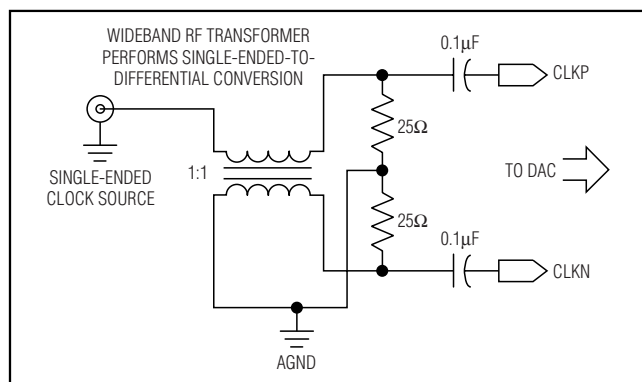 WIDEBAND RF TRANSFORMER
PERFORMS SINGLE-ENDED-TO-
DIFFERENTIAL CONVERSION
0.1μF
CLKP
25Ω
SINGLE-ENDED
CLOCK SOURCE
1:1
TO DAC
25Ω
0.1μF
CLKN
AGND